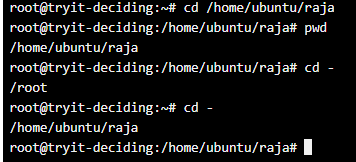 root@tryit-deciding:~# cd /home/ubuntu/raja
root@tryit-deciding:/home/ubuntu/raja# pwd
/home/ubuntu/raja
root@tryit-deciding:/home/ubuntu/raja# cd -
/root
root@tryit-deciding:~# cd -
/home/ubuntu/raja
root@tryit-deciding:/home/ubuntu/raja#